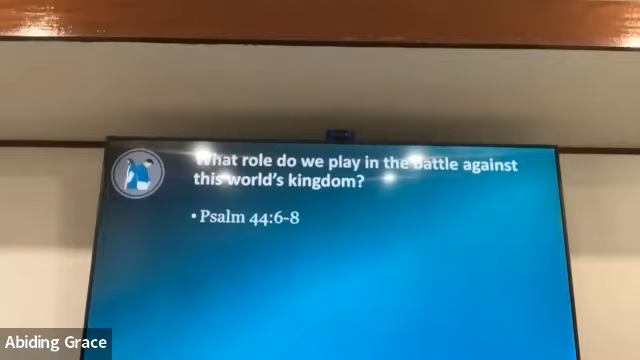 What role do we play in the battle against
this world's kingdom?
• Psalm 44:6-8
Abiding Grace